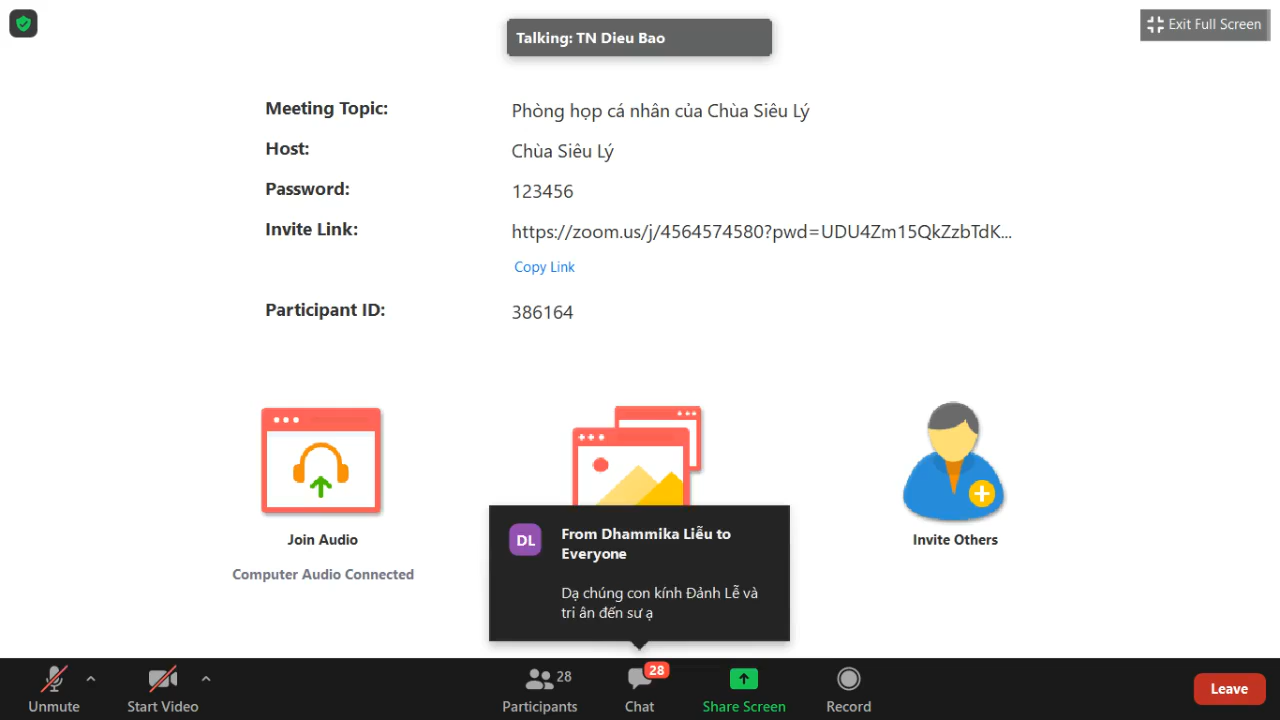 Talking: TN Dieu Bao
Exit Full Screen
Meeting Topic: Phòng họp cá nhân của Chùa Siêu Lý
Host: Chùa Siêu Lý
Password: 123456
Invite Link: https://zoom.us/j/4564574580?pwd=UDU4Zm15QkZzbTdK...
Copy Link
Participant ID: 386164
Join Audio
Computer Audio Connected
Invite Others
DL
From Dhammika Liễu to
Everyone
Dạ chúng con kính Đảnh Lễ và
tri ân đến sư ạ
Unmute
Start Video
28
Participants
28
Chat
Share Screen
Record
Leave